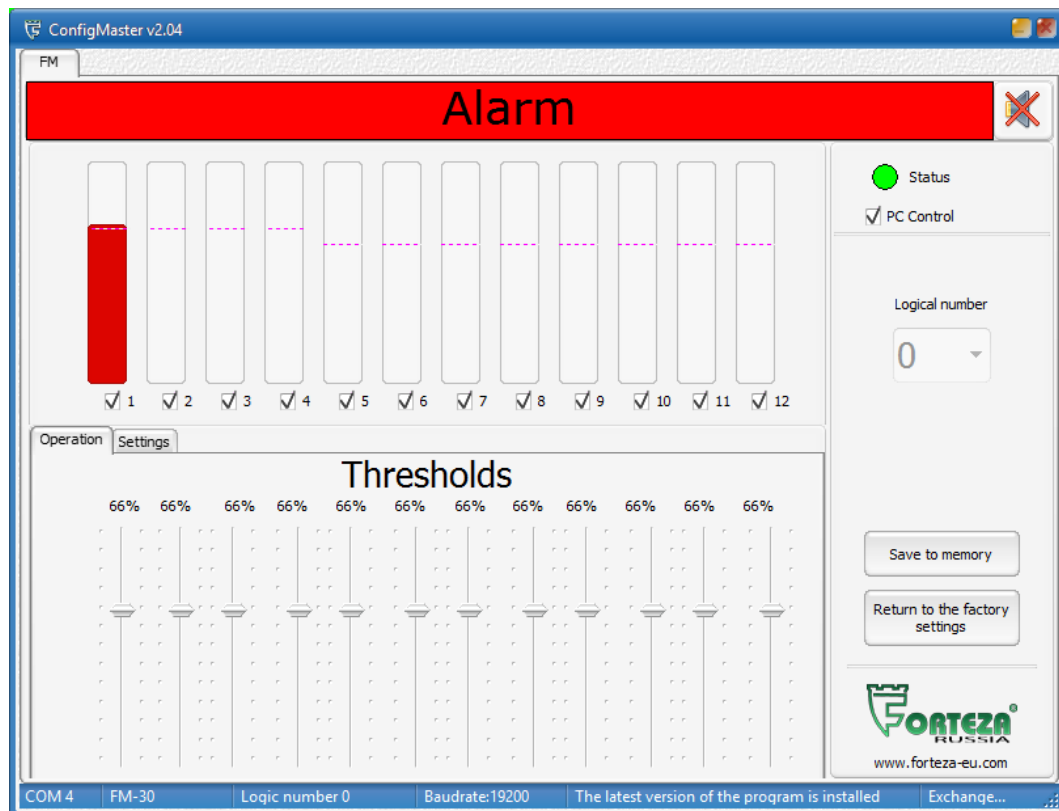 ConfigMaster v2.04
FM
Alarm
Status
PC Control
Logical number
0
1 2 3 4 5 6 7 8 9 10 11 12
Operation Settings
Thresholds
66% 66% 66% 66% 66% 66% 66% 66% 66% 66% 66% 66%
Save to memory
Return to the factory
settings
FORTEZA®
RUSSIA
www.forteza-eu.com
COM 4 FM-30 Logic number 0 Baudrate:19200 The latest version of the program is installed Exchange...